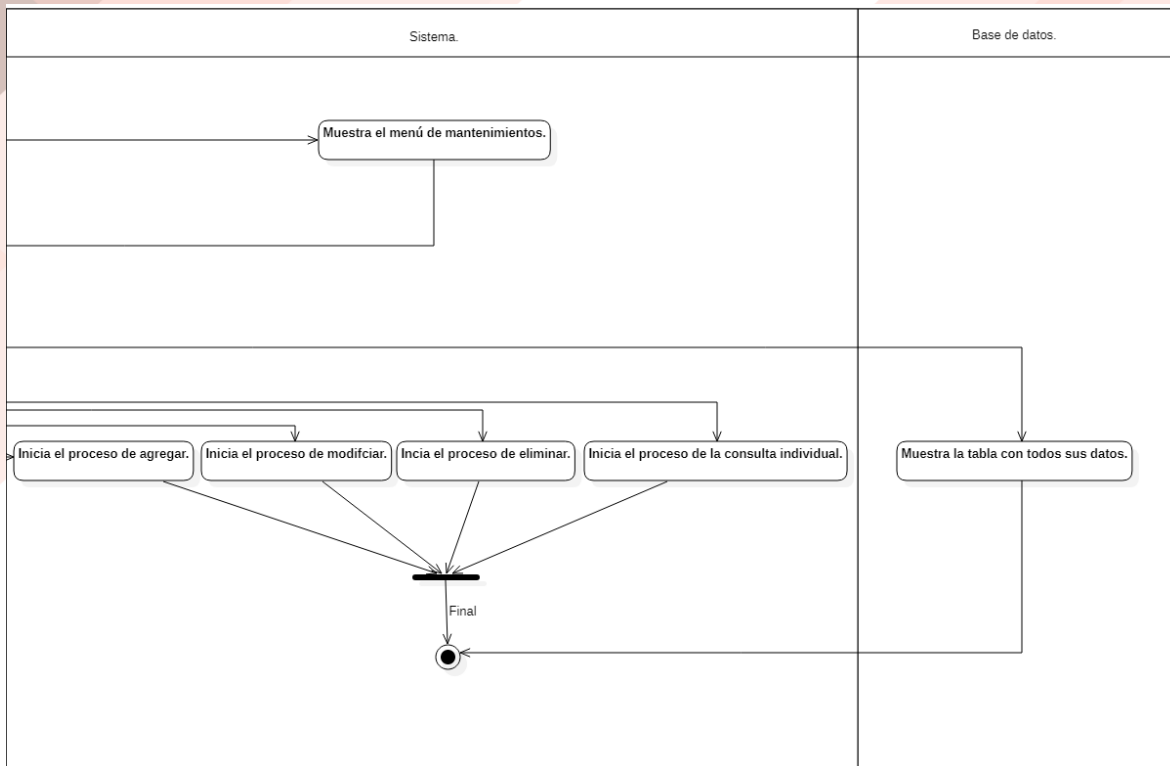 Sistema.
Base de datos.
Muestra el menú de mantenimientos.
Inicia el proceso de agregar.
Inicia el proceso de modifciar.
Incia el proceso de eliminar.
Inicia el proceso de la consulta individual.
Muestra la tabla con todos sus datos.
Final